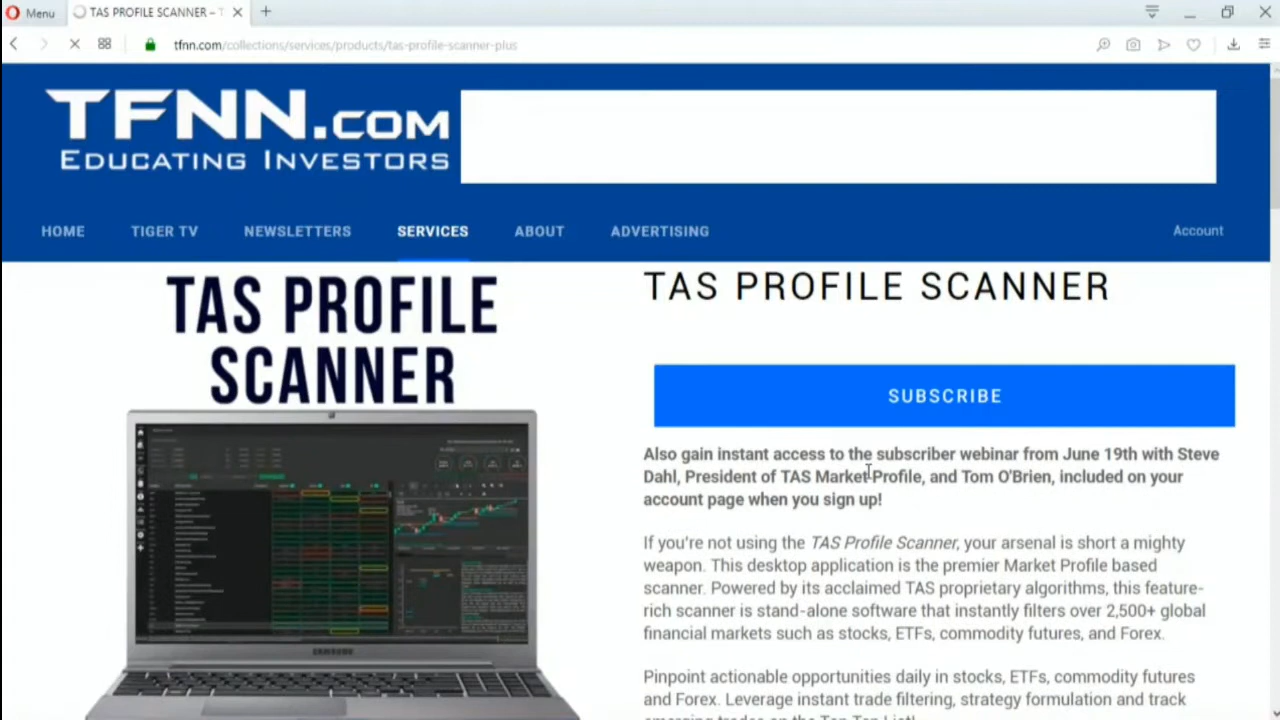 Menu
TAS PROFILE SCANNER – T
tfnn.com/collections/services/products/tas-profile-scanner-plus
TFNN.COM
EDUCATING INVESTORS
HOME TIGER TV NEWSLETTERS SERVICES ABOUT ADVERTISING Account
TAS PROFILE
SCANNER
SAMSUNG
TAS PROFILE SCANNER
SUBSCRIBE
Also gain instant access to the subscriber webinar from June 19th with Steve
Dahl, President of TAS Market Profile, and Tom O'Brien, included on your
account page when you sign up!
If you're not using the TAS Profile Scanner, your arsenal is short a mighty
weapon. This desktop application is the premier Market Profile based
scanner. Powered by its acclaimed TAS proprietary algorithms, this feature-
rich scanner is stand-alone software that instantly filters over 2,500+ global
financial markets such as stocks, ETFs, commodity futures, and Forex.
Pinpoint actionable opportunities daily in stocks, ETFs, commodity futures
and Forex. Leverage instant trade filtering, strategy formulation and track
emerging trades on the Top Ten List!